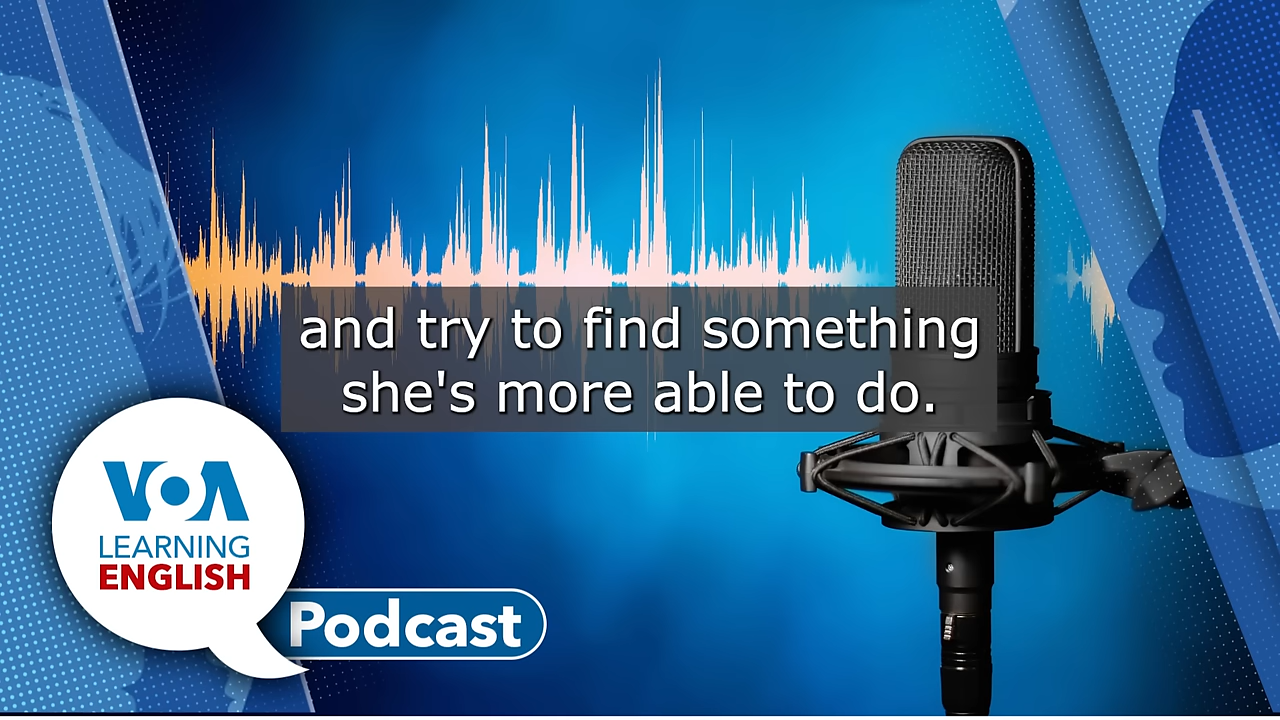 and try to find something
she's more able to do.
VOA
LEARNING
ENGLISH
Podcast